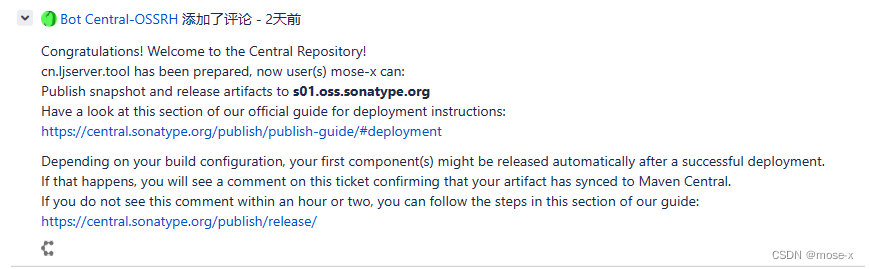 Bot Central-OSSRH 添加了评论 - 2天前
Congratulations! Welcome to the Central Repository!
cn.ljserver.tool has been prepared, now user(s) mose-x can:
Publish snapshot and release artifacts to s01.oss.sonatype.org
Have a look at this section of our official guide for deployment instructions:
https://central.sonatype.org/publish/publish-guide/#deployment
Depending on your build configuration, your first component(s) might be released automatically after a successful deployment.
If that happens, you will see a comment on this ticket confirming that your artifact has synced to Maven Central.
If you do not see this comment within an hour or two, you can follow the steps in this section of our guide:
https://central.sonatype.org/publish/release/
CSDN @mose-x